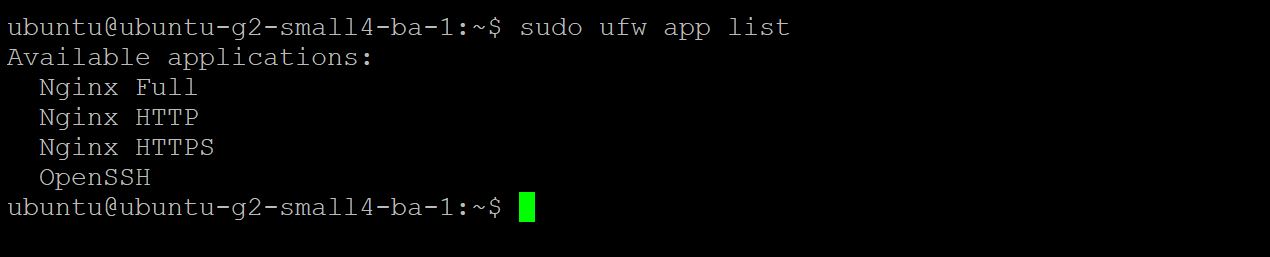 ubuntu@ubuntu-g2-small4-ba-1:~$ sudo ufw app list
Available applications:
  Nginx Full
  Nginx HTTP
  Nginx HTTPS
  OpenSSH
ubuntu@ubuntu-g2-small4-ba-1:~$